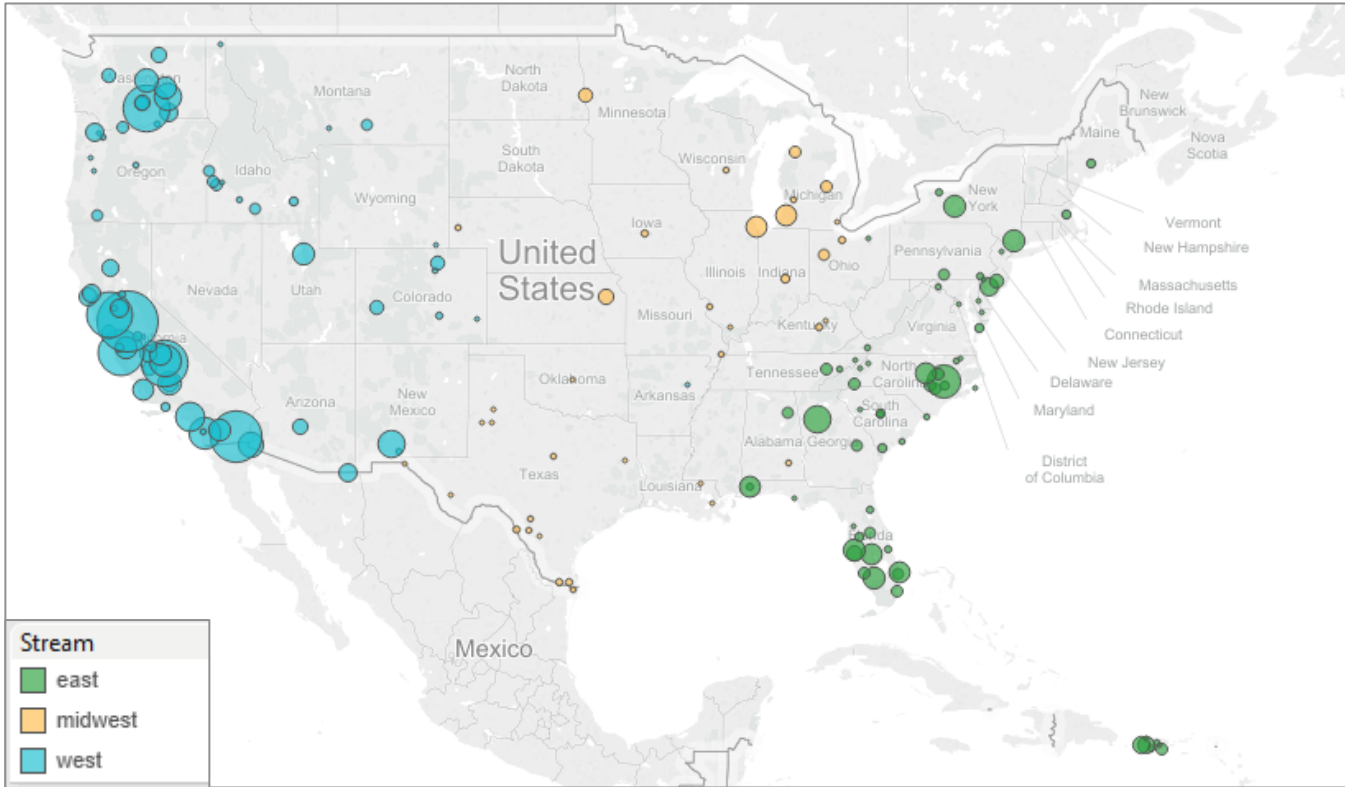 North
Dakota
Montana
Minnesota
New
Brunswick
Maine
Nova
Scotia
South
Dakota
Wisconsin
Oregon
Idaho
Michigan
Wyoming
New
York
Iowa
Vermont
United
States
Pennsylvania
New Hampshire
Nevada
Utah
Illinois
Indiana
Ohio
Massachusetts
Colorado
Rhode Island
Missouri
Kentucky
Virginia
Connecticut
New Jersey
Tennessee
North
Carolina
Oklahoma
Delaware
Arizona
New
Mexico
Arkansas
South
Carolina
Maryland
Alabama
Georgia
District
of Columbia
Texas
Louisiana
Mexico
Stream
east
midwest
west